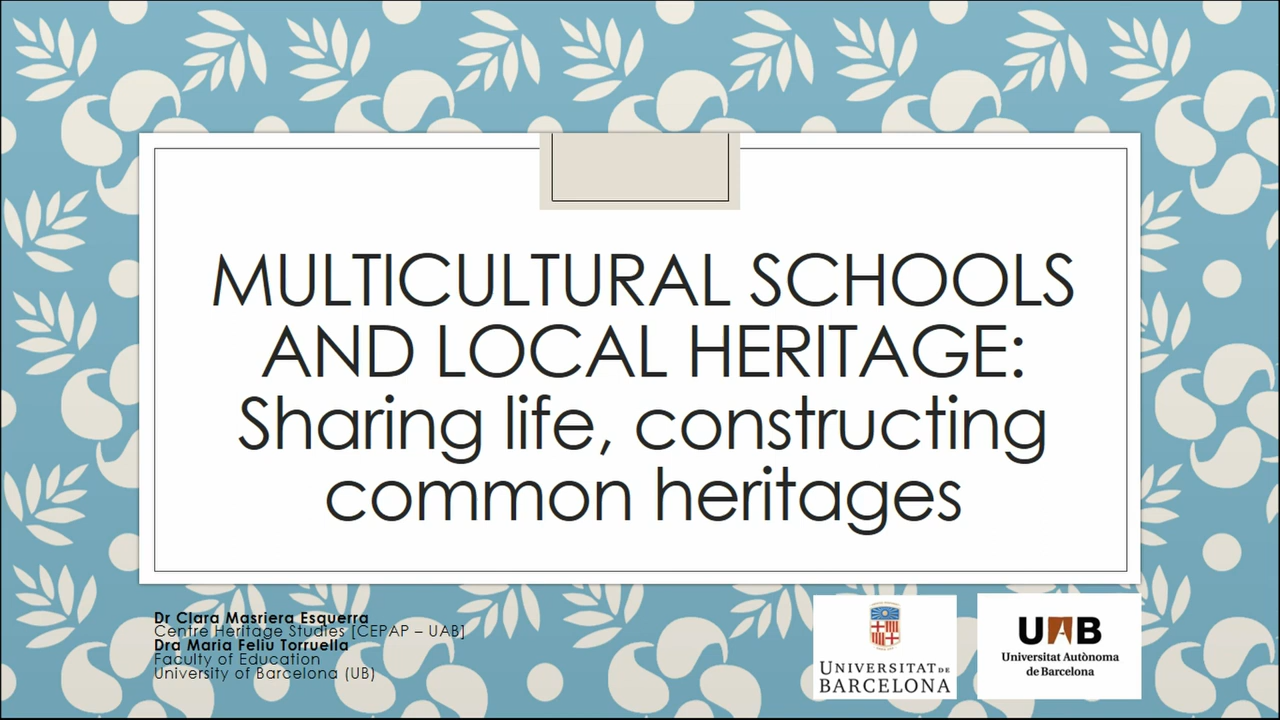 MULTICULTURAL SCHOOLS
AND LOCAL HERITAGE:
Sharing life, constructing
common heritages
Dr Clara Masriera Esquerra
Centre Heritage Studies [CEPAP – UAB]
Dra Maria Feliu Torruella
Faculty of Education
University of Barcelona (UB)
UNIVERSITAT DE
BARCELONA
UAB
Universitat Autònoma
de Barcelona